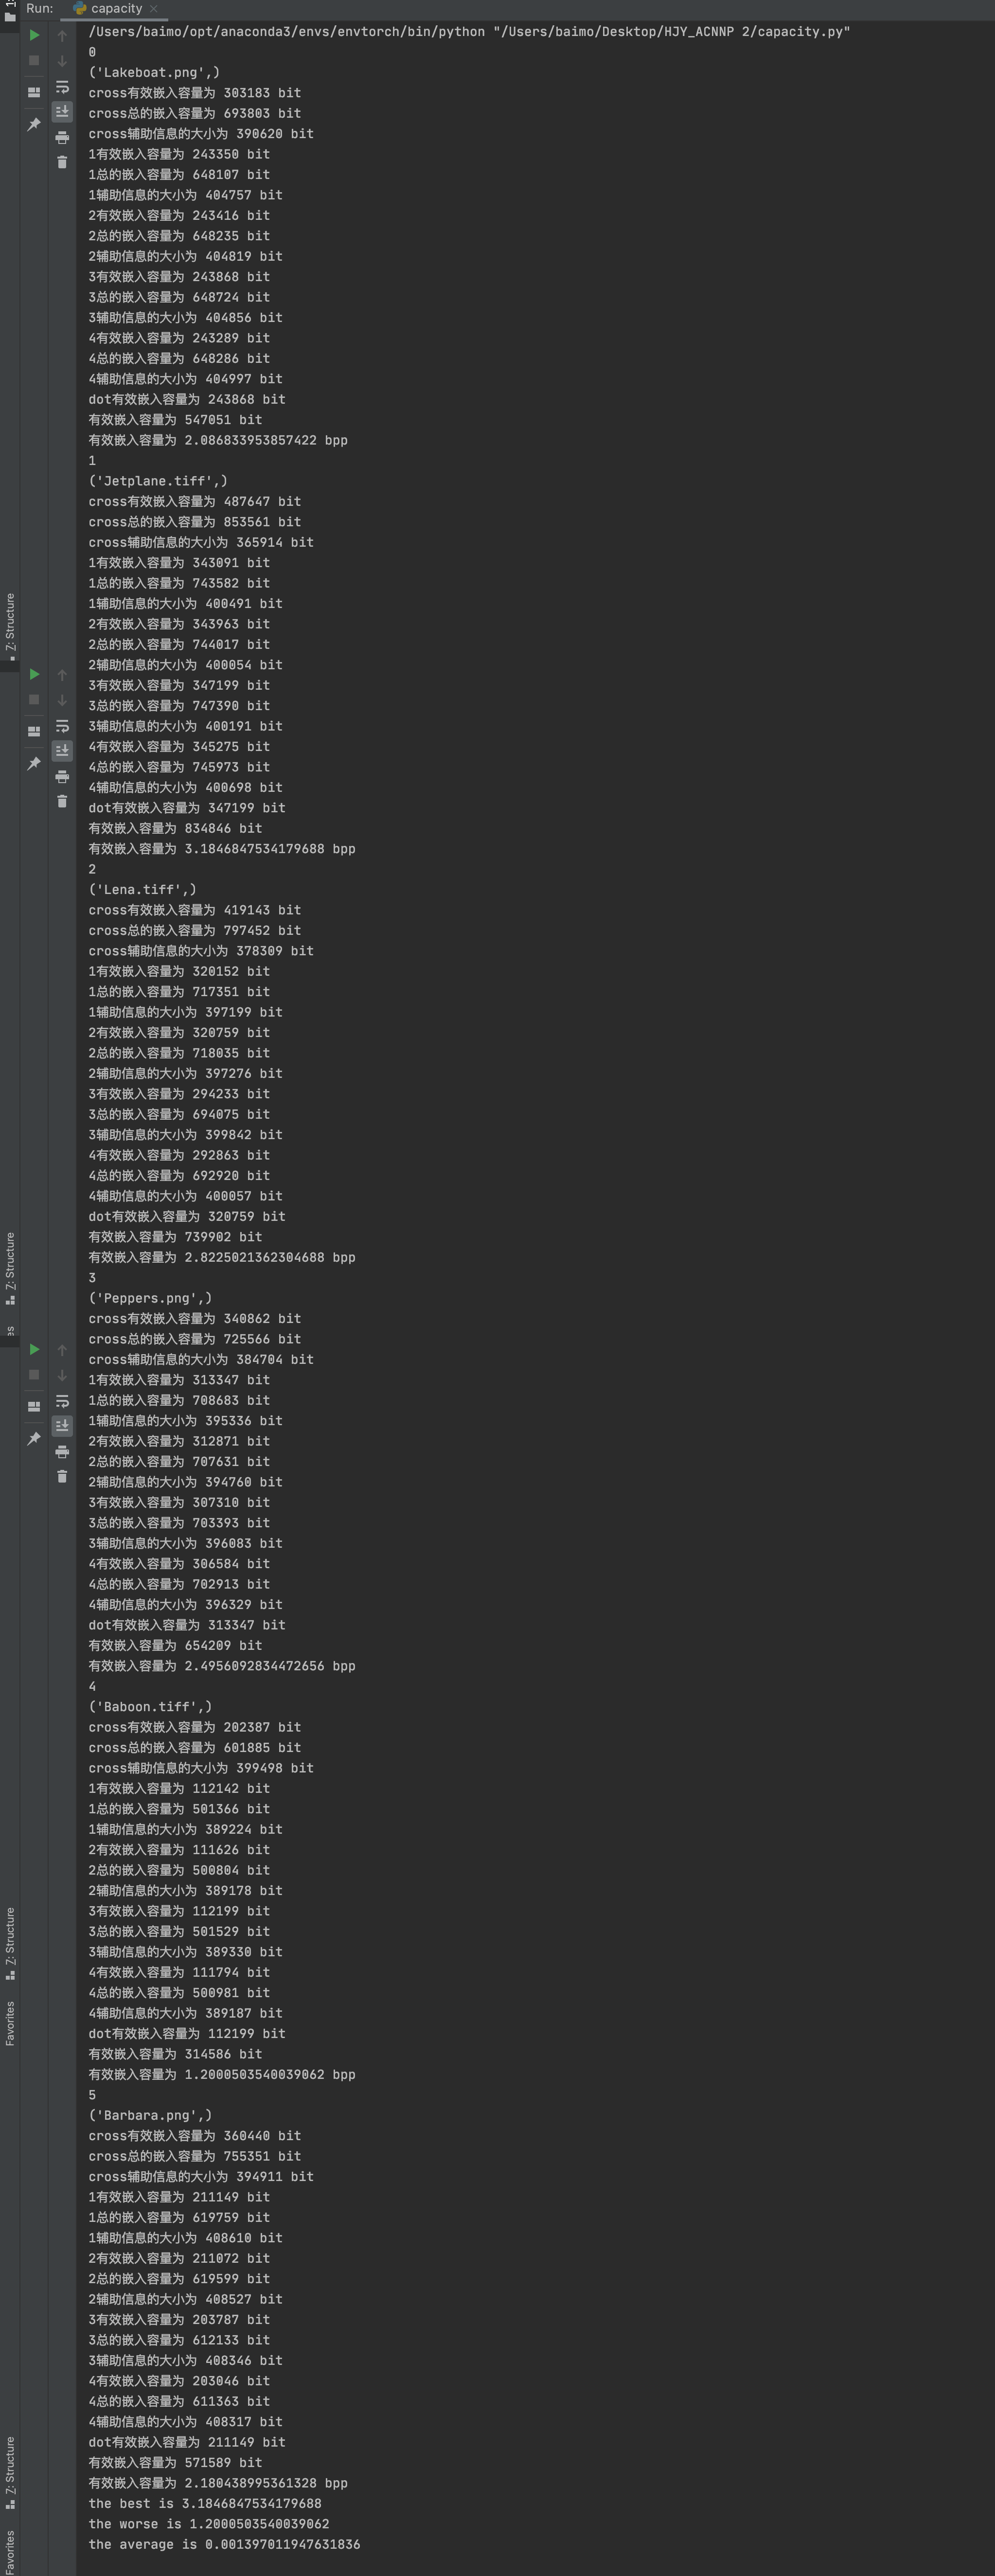 Run: capacity
/Users/baimo/opt/anaconda3/envs/envtorch/bin/python "/Users/baimo/Desktop/HJY_ACNNP 2/capacity.py"
0
('Lakeboat.png',)
cross有效嵌入容量为 303183 bit
cross总的嵌入容量为 693803 bit
cross辅助信息的大小为 390620 bit
1有效嵌入容量为 243350 bit
1总的嵌入容量为 648107 bit
1辅助信息的大小为 404757 bit
2有效嵌入容量为 243416 bit
2总的嵌入容量为 648235 bit
2辅助信息的大小为 404819 bit
3有效嵌入容量为 243868 bit
3总的嵌入容量为 648724 bit
3辅助信息的大小为 404856 bit
4有效嵌入容量为 243289 bit
4总的嵌入容量为 648286 bit
4辅助信息的大小为 404997 bit
dot有效嵌入容量为 243868 bit
有效嵌入容量为 547051 bit
有效嵌入容量为 2.086833953857422 bpp
1
('Jetplane.tiff',)
cross有效嵌入容量为 487647 bit
cross总的嵌入容量为 853561 bit
cross辅助信息的大小为 365914 bit
1有效嵌入容量为 343091 bit
1总的嵌入容量为 743582 bit
1辅助信息的大小为 400491 bit
2有效嵌入容量为 343963 bit
2总的嵌入容量为 744017 bit
2辅助信息的大小为 400054 bit
3有效嵌入容量为 347199 bit
3总的嵌入容量为 747390 bit
3辅助信息的大小为 400191 bit
4有效嵌入容量为 345275 bit
4总的嵌入容量为 745973 bit
4辅助信息的大小为 400698 bit
dot有效嵌入容量为 347199 bit
有效嵌入容量为 834846 bit
有效嵌入容量为 3.1846847534179688 bpp
2
('Lena.tiff',)
cross有效嵌入容量为 419143 bit
cross总的嵌入容量为 797452 bit
cross辅助信息的大小为 378309 bit
1有效嵌入容量为 320152 bit
1总的嵌入容量为 717351 bit
1辅助信息的大小为 397199 bit
2有效嵌入容量为 320759 bit
2总的嵌入容量为 718035 bit
2辅助信息的大小为 397276 bit
3有效嵌入容量为 294233 bit
3总的嵌入容量为 694075 bit
3辅助信息的大小为 399842 bit
4有效嵌入容量为 292863 bit
4总的嵌入容量为 692920 bit
4辅助信息的大小为 400057 bit
dot有效嵌入容量为 320759 bit
有效嵌入容量为 739902 bit
有效嵌入容量为 2.8225021362304688 bpp
3
('Peppers.png',)
cross有效嵌入容量为 340862 bit
cross总的嵌入容量为 725566 bit
cross辅助信息的大小为 384704 bit
1有效嵌入容量为 313347 bit
1总的嵌入容量为 708683 bit
1辅助信息的大小为 395336 bit
2有效嵌入容量为 312871 bit
2总的嵌入容量为 707631 bit
2辅助信息的大小为 394760 bit
3有效嵌入容量为 307310 bit
3总的嵌入容量为 703393 bit
3辅助信息的大小为 396083 bit
4有效嵌入容量为 306584 bit
4总的嵌入容量为 702913 bit
4辅助信息的大小为 396329 bit
dot有效嵌入容量为 313347 bit
有效嵌入容量为 654209 bit
有效嵌入容量为 2.4956092834472656 bpp
4
('Baboon.tiff',)
cross有效嵌入容量为 202387 bit
cross总的嵌入容量为 601885 bit
cross辅助信息的大小为 399498 bit
1有效嵌入容量为 112142 bit
1总的嵌入容量为 501366 bit
1辅助信息的大小为 389224 bit
2有效嵌入容量为 111626 bit
2总的嵌入容量为 500804 bit
2辅助信息的大小为 389178 bit
3有效嵌入容量为 112199 bit
3总的嵌入容量为 501529 bit
3辅助信息的大小为 389330 bit
4有效嵌入容量为 111794 bit
4总的嵌入容量为 500981 bit
4辅助信息的大小为 389187 bit
dot有效嵌入容量为 112199 bit
有效嵌入容量为 314586 bit
有效嵌入容量为 1.2000503540039062 bpp
5
('Barbara.png',)
cross有效嵌入容量为 360440 bit
cross总的嵌入容量为 755351 bit
cross辅助信息的大小为 394911 bit
1有效嵌入容量为 211149 bit
1总的嵌入容量为 619759 bit
1辅助信息的大小为 408610 bit
2有效嵌入容量为 211072 bit
2总的嵌入容量为 619599 bit
2辅助信息的大小为 408527 bit
3有效嵌入容量为 203787 bit
3总的嵌入容量为 612133 bit
3辅助信息的大小为 408346 bit
4有效嵌入容量为 203046 bit
4总的嵌入容量为 611363 bit
4辅助信息的大小为 408317 bit
dot有效嵌入容量为 211149 bit
有效嵌入容量为 571589 bit
有效嵌入容量为 2.180438995361328 bpp
the best is 3.1846847534179688
the worse is 1.2000503540039062
the average is 0.001397011947631836
Z: Structure
Z: Structure
Z: Structure
Favorites
Z: Structure
Favorites